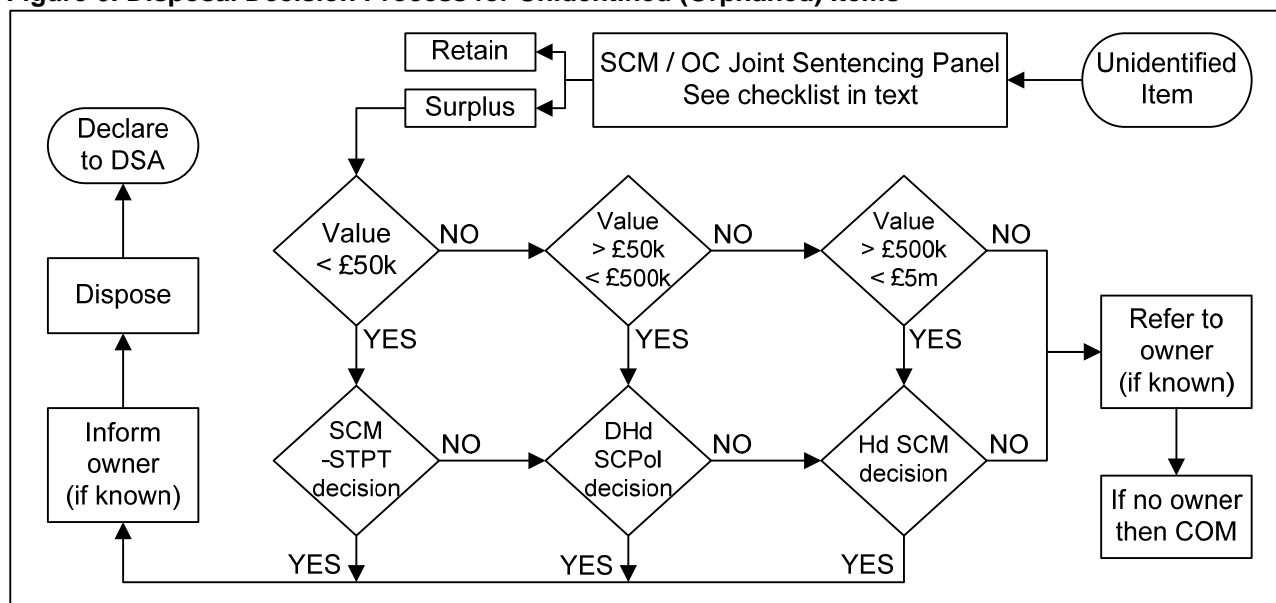 Figure Disposal Decision Process for Unidentified (Orphaned) Items
Retain
Surplus
SCM / OC Joint Sentencing Panel
See checklist in text
Unidentified
Item
Declare
to DSA
Dispose
Inform
owner
(if known)
Value
< £50k
NO
Value
> £50k
< £500k
NO
Value
> £500k
< £5m
NO
YES
YES
YES
SCM
-STPT
decision
NO
DHd
SCPol
decision
NO
Hd SCM
decision
NO
YES
YES
YES
Refer to
owner
(if known)
If no owner
then COM